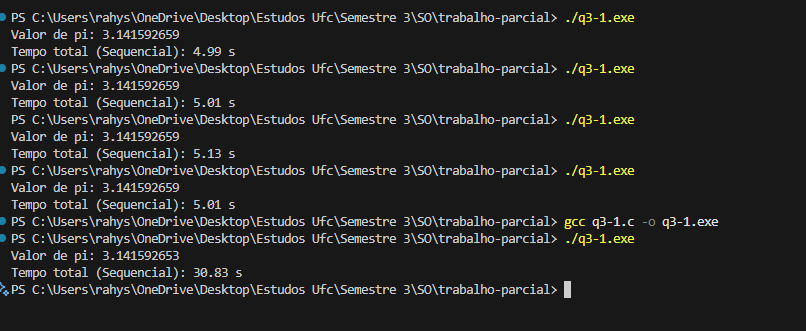 PS C:\Users\rahys\OneDrive\Desktop\Estudos Ufc\Semestre 3\SO\trabalho-parcial> ./q3-1.exe
Valor de pi: 3.141592659
Tempo total (Sequencial): 4.99 s
PS C:\Users\rahys\OneDrive\Desktop\Estudos Ufc\Semestre 3\SO\trabalho-parcial> ./q3-1.exe
Valor de pi: 3.141592659
Tempo total (Sequencial): 5.01 s
PS C:\Users\rahys\OneDrive\Desktop\Estudos Ufc\Semestre 3\SO\trabalho-parcial> ./q3-1.exe
Valor de pi: 3.141592659
Tempo total (Sequencial): 5.13 s
PS C:\Users\rahys\OneDrive\Desktop\Estudos Ufc\Semestre 3\SO\trabalho-parcial> ./q3-1.exe
Valor de pi: 3.141592659
Tempo total (Sequencial): 5.01 s
PS C:\Users\rahys\OneDrive\Desktop\Estudos Ufc\Semestre 3\SO\trabalho-parcial> gcc q3-1.c -o q3-1.exe
PS C:\Users\rahys\OneDrive\Desktop\Estudos Ufc\Semestre 3\SO\trabalho-parcial> ./q3-1.exe
Valor de pi: 3.141592653
Tempo total (Sequencial): 30.83 s
PS C:\Users\rahys\OneDrive\Desktop\Estudos Ufc\Semestre 3\SO\trabalho-parcial>